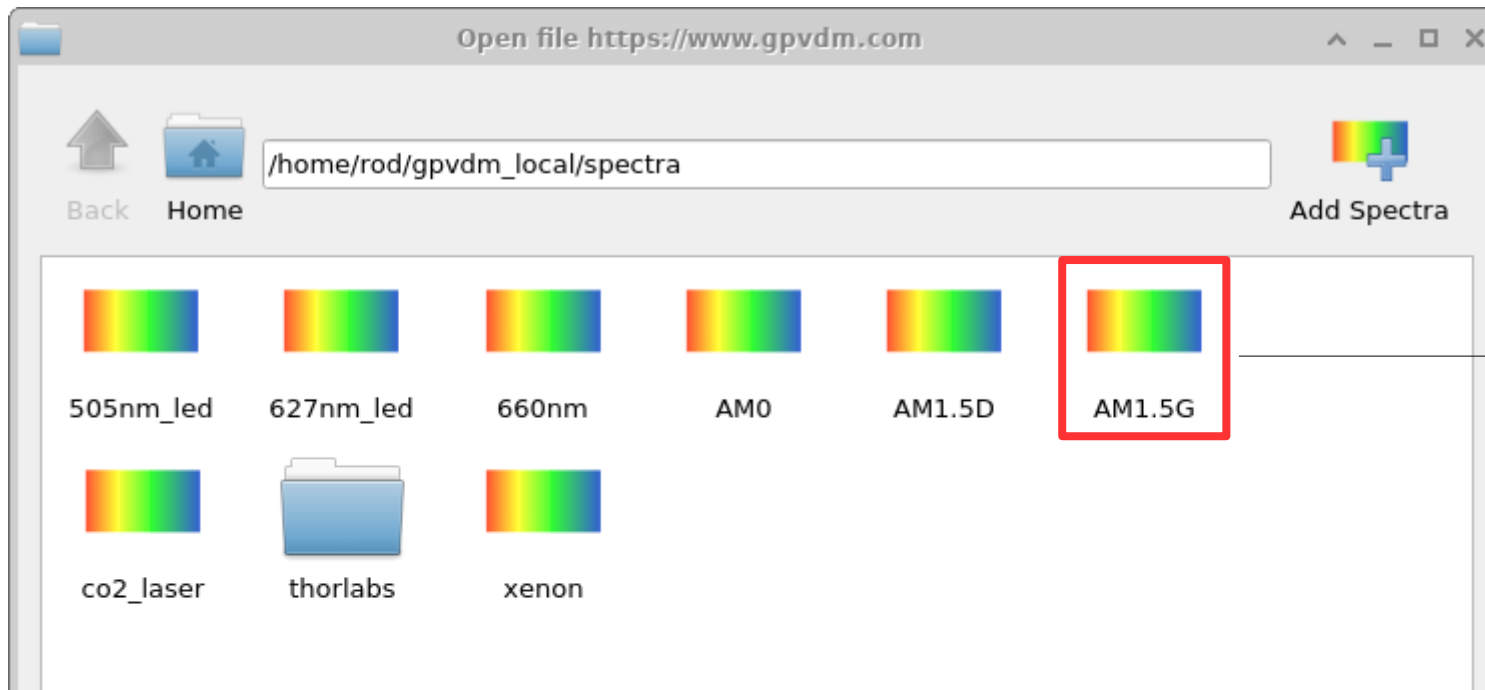 Open file https://www.gpvdm.com
/home/rod/gpvdm_local/spectra
Back Home Add Spectra
505nm_led 627nm_led 660nm AM0 AM1.5D AM1.5G
co2_laser thorlabs xenon